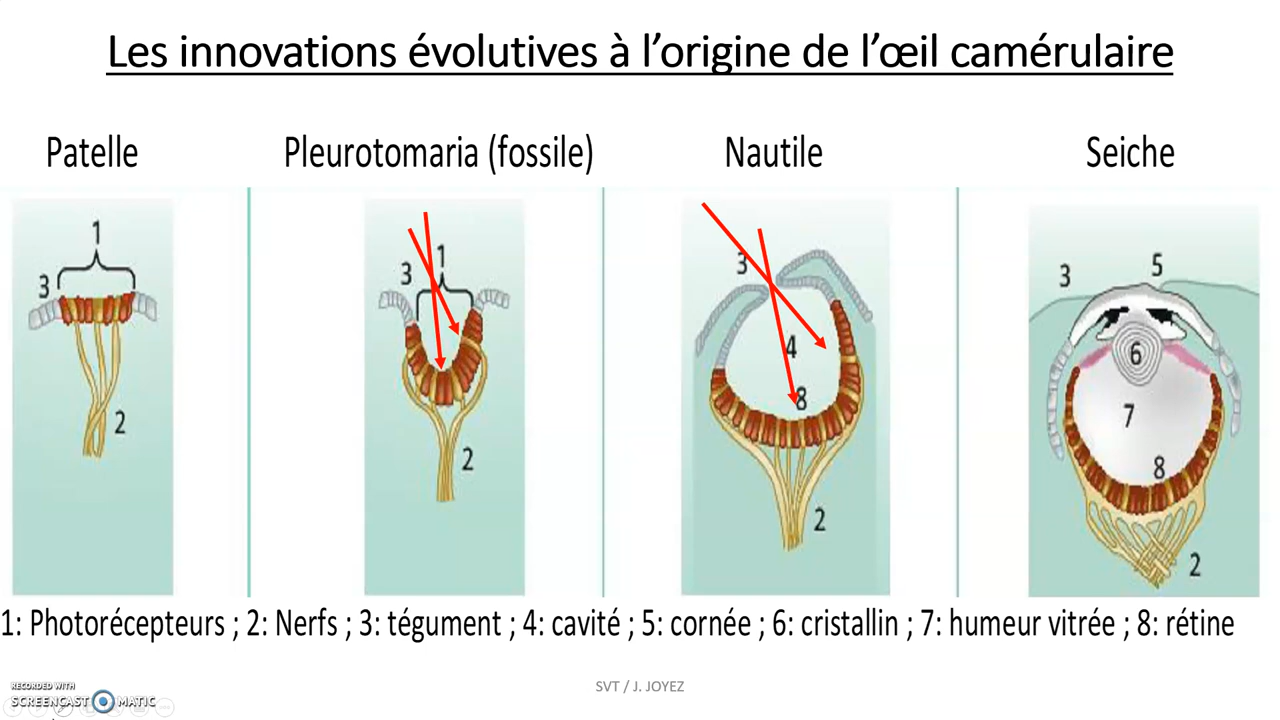 Les innovations évolutives à l'origine de l'œil camérulaire
Patelle
Pleurotomaria (fossile)
Nautile
Seiche
1
3
2
1
3
2
3
4
8
2
3
5
6
7
8
2
1: Photorécepteurs ; 2: Nerfs ; 3: tégument ; 4: cavité ; 5: cornée ; 6: cristallin ; 7: humeur vitrée ; 8: rétine
SVT / J. JOYEZ
RECORDED WITH
SCREENCAST MATIC